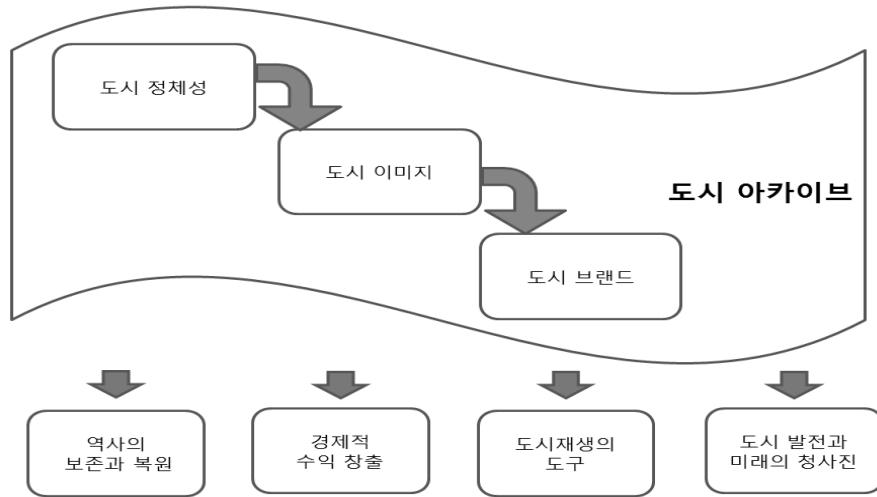 도시 정체성
도시 이미지
도시 아카이브
도시 브랜드
역사의
보존과 복원
경제적
수익 창출
도시재생의
도구
도시 발전과
미래의 청사진